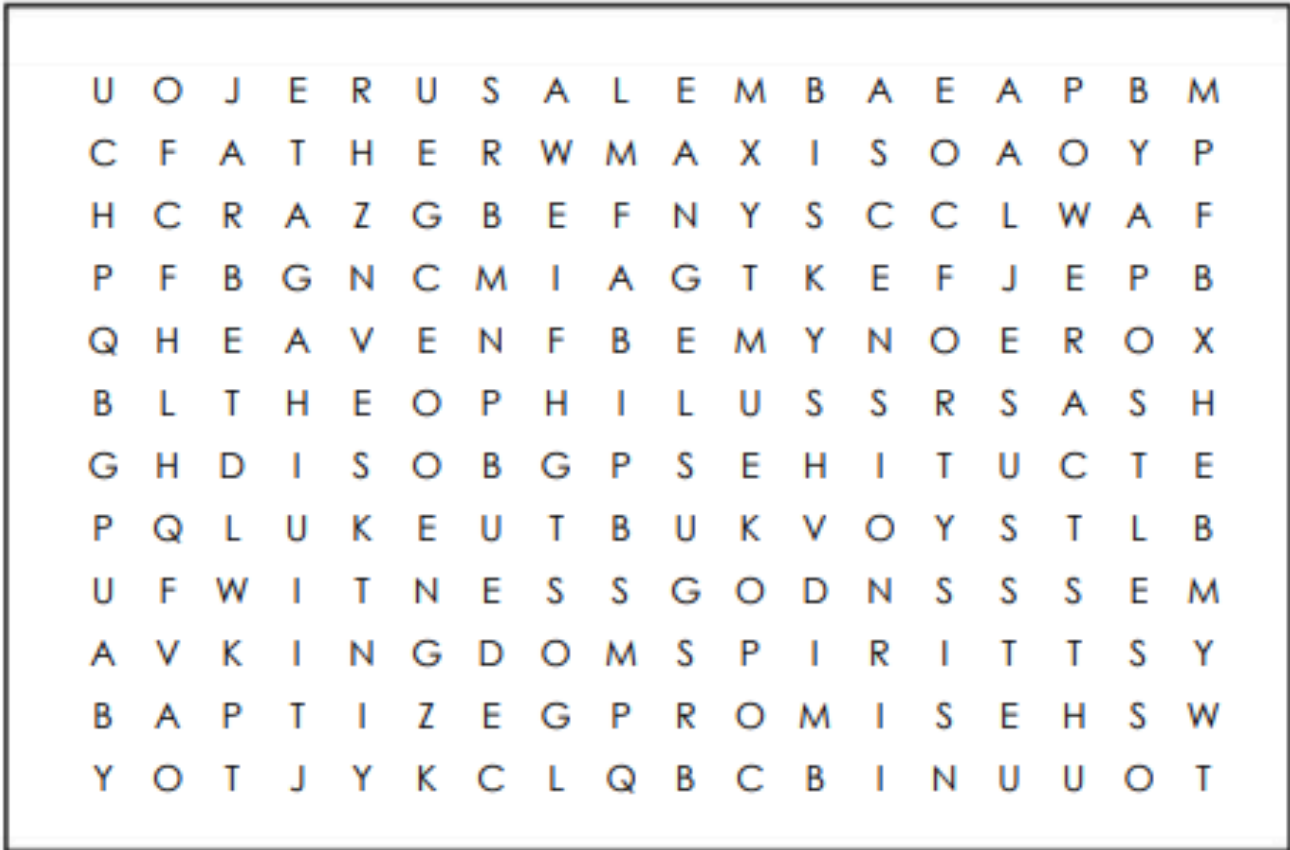 U O J E R U S A L E M B A E A P B M
C F A T H E R W M A X I S O A O Y P
H C R A Z G B E F N Y S C C L W A F
P F B G N C M I A G T K E F J E P B
Q H E A V E N F B E M Y N O E R O X
B L T H E O P H I L U S S R S A S H
G H D I S O B G P S E H I T U C T E
P Q L U K E U T B U K V O Y S T L B
U F W I T N E S S G O D N S S S E M
A V K I N G D O M S P I R I T T S Y
B A P T I Z E G P R O M I S E H S W
Y O T J Y K C L Q B C B I N U U O T